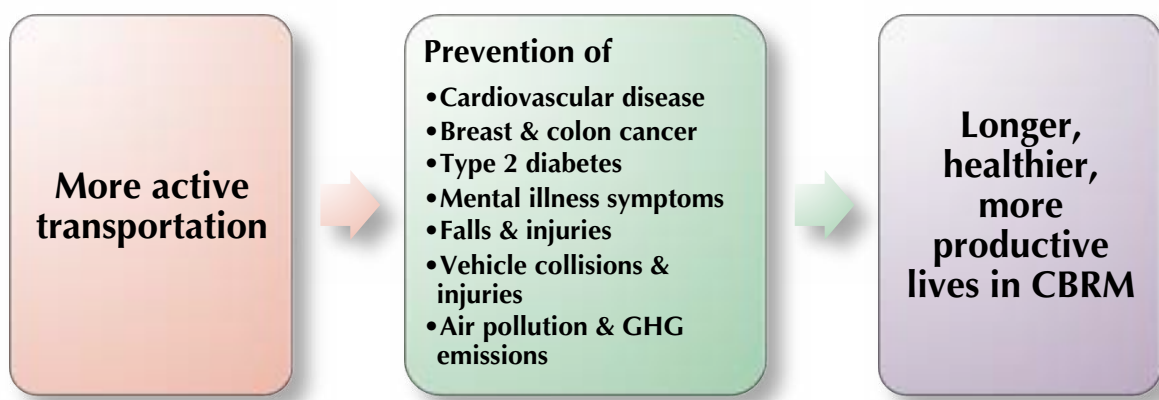 More active
transportation
Prevention of
•Cardiovascular disease
•Breast & colon cancer
•Type 2 diabetes
•Mental illness symptoms
•Falls & injuries
•Vehicle collisions &
injuries
•Air pollution & GHG
emissions
Longer,
healthier,
more
productive
lives in CBRM